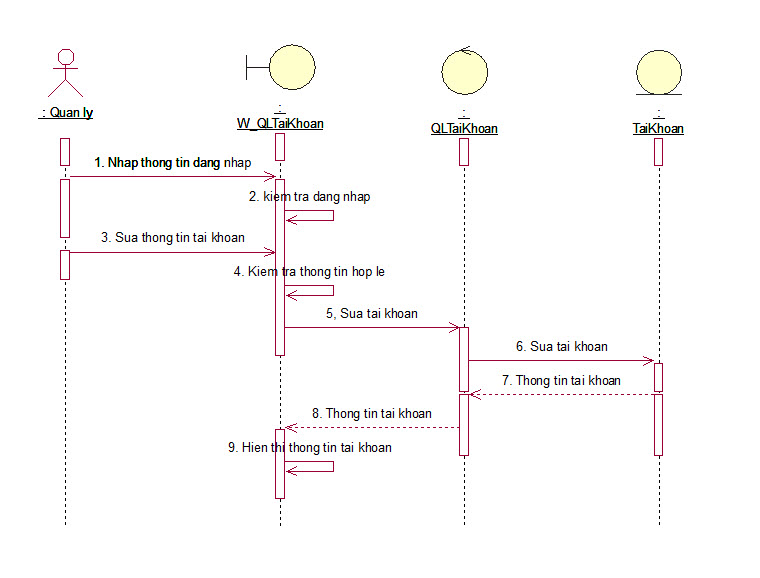 : Quan ly
:
W_QLTaiKhoan
:
QLTaiKhoan
:
TaiKhoan
1. Nhap thong tin dang nhap
2. kiem tra dang nhap
3. Sua thong tin tai khoan
4. Kiem tra thong tin hop le
5, Sua tai khoan
6. Sua tai khoan
7. Thong tin tai khoan
8. Thong tin tai khoan
9. Hien thi thong tin tai khoan